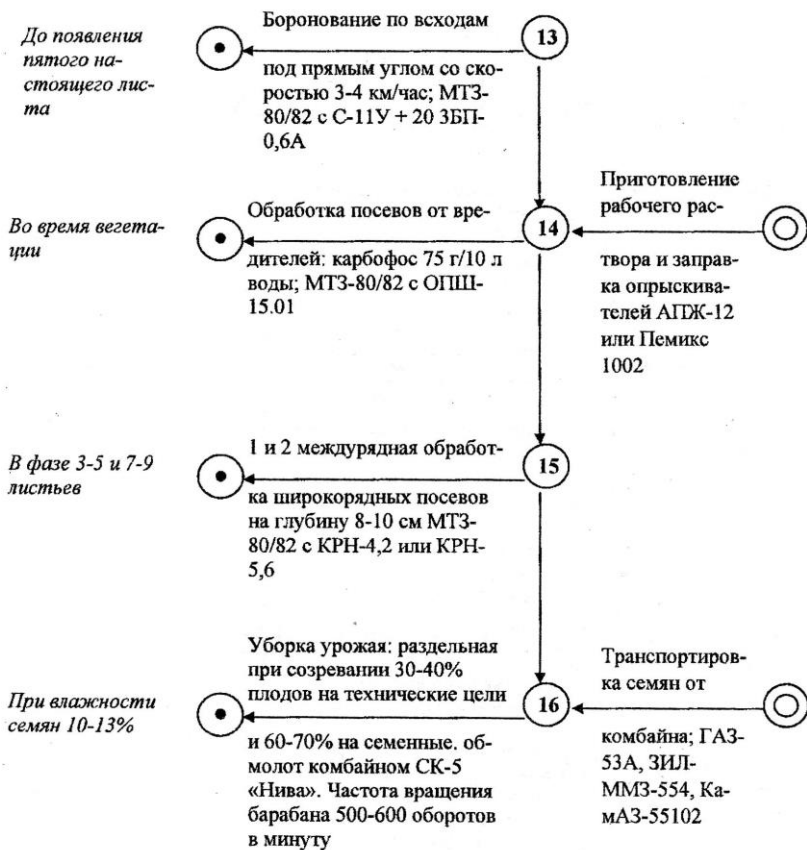 До появления
пятого на-
стоящего лис-
та
Боронование по всходам
13
под прямым углом со ско-
ростью 3-4 км/час; МТЗ-
80/82 с С-11У + 20 ЗБП-
0,6А
Во время вегета-
ции
Обработка посевов от вре-
14
дителей: карбофос 75 г/10 л
воды; МТЗ-80/82 с ОПШ-
15.01
Приготовление
рабочего рас-
твора и заправ-
ка опрыскива-
телей АПЖ-12
или Пемикс
1002
В фазе 3-5 и 7-9
листьев
1 и 2 междурядная обработ-
15
ка широкорядных посевов
на глубину 8-10 см МТЗ-
80/82 с КРН-4,2 или КРН-
5,6
При влажности
семян 10-13%
Уборка урожая: раздельная
при созревании 30-40%
плодов на технические цели
16
и 60-70% на семенные. об-
молот комбайном СК-5
«Нива». Частота вращения
барабана 500-600 оборотов
в минуту
Транспортиров-
ка семян от
комбайна; ГАЗ-
53А, ЗИЛ-
ММЗ-554, Ка-
мАЗ-55102